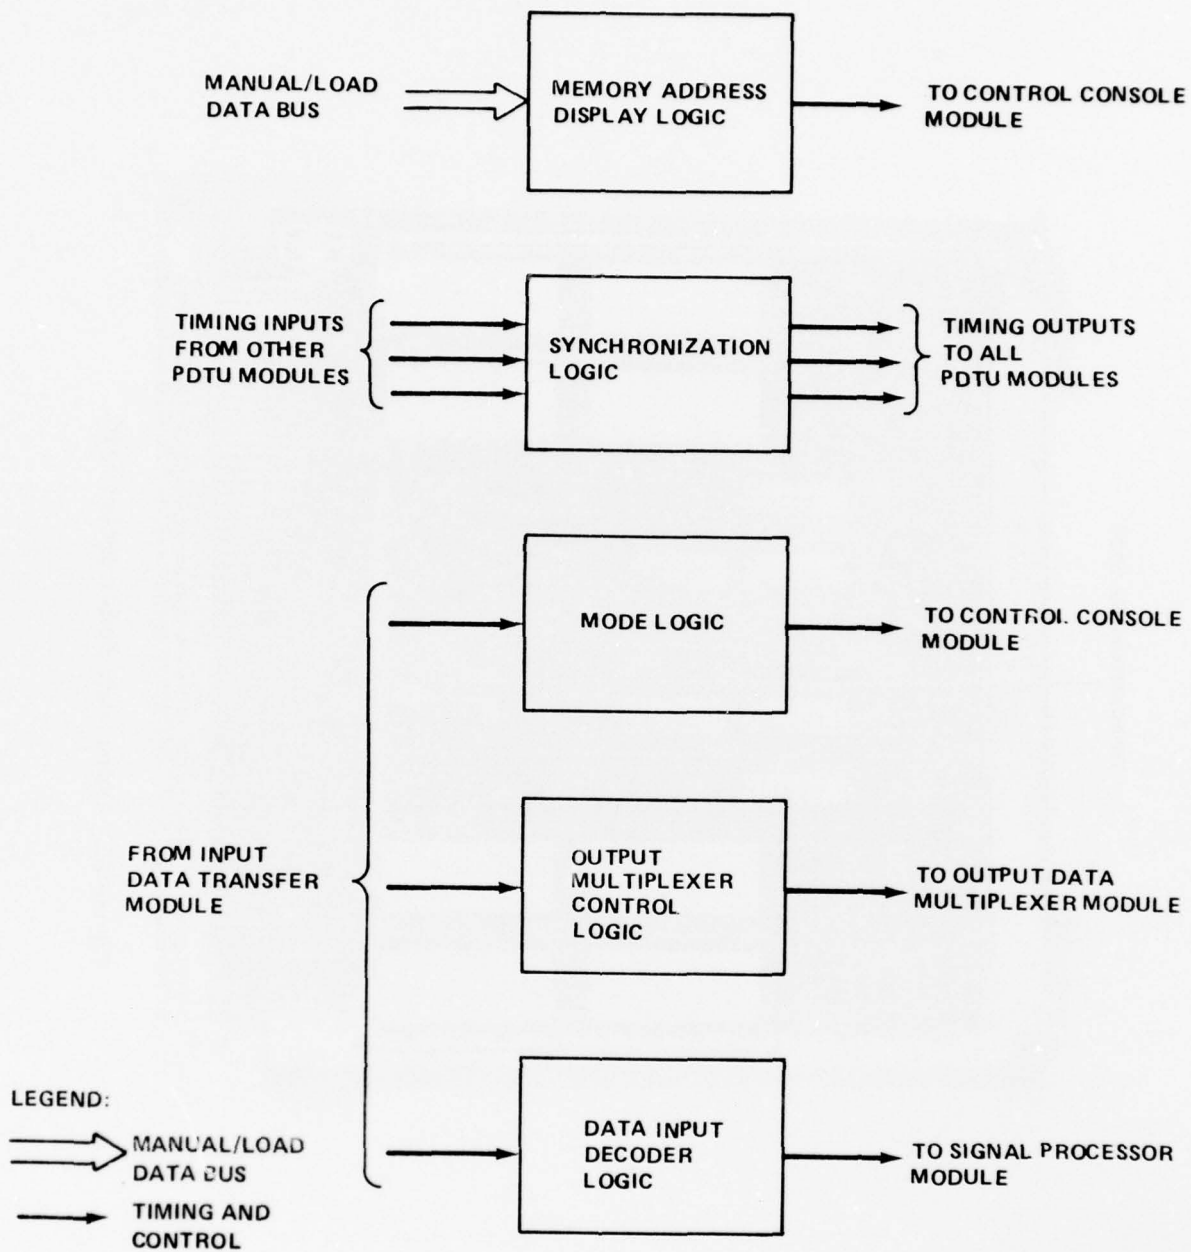 MANUAL/LOAD
DATA BUS
MEMORY ADDRESS
DISPLAY LOGIC
TO CONTROL CONSOLE
MODULE
TIMING INPUTS
FROM OTHER
PDTU MODULES
SYNCHRONIZATION
LOGIC
TIMING OUTPUTS
TO ALL
PDTU MODULES
MODE LOGIC
TO CONTROL CONSOLE
MODULE
FROM INPUT
DATA TRANSFER
MODULE
OUTPUT
MULTIPLEXER
CONTROL
LOGIC
TO OUTPUT DATA
MULTIPLEXER MODULE
DATA INPUT
DECODER
LOGIC
TO SIGNAL PROCESSOR
MODULE
LEGEND:
MANUAL/LOAD
DATA BUS
TIMING AND
CONTROL